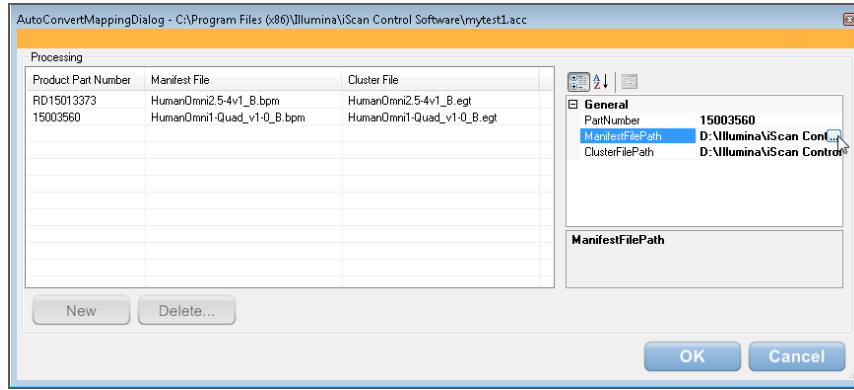 AutoConvertMappingDialog - C:\Program Files (x86)\Illumina\iScan Control Software\mytest1.acc
Processing
Product Part Number Manifest File Cluster File
RD15013373 HumanOmni2.5-4v1_B.bpm HumanOmni2.5-4v1_B.egt
15003560 HumanOmni1-Quad_v1-0_B.bpm HumanOmni1-Quad_v1-0_B.egt
General
PartNumber 15003560
ManifestFilePath D:\Illumina\iScan Cont...
ClusterFilePath D:\Illumina\iScan Control
ManifestFilePath
New Delete...
OK Cancel